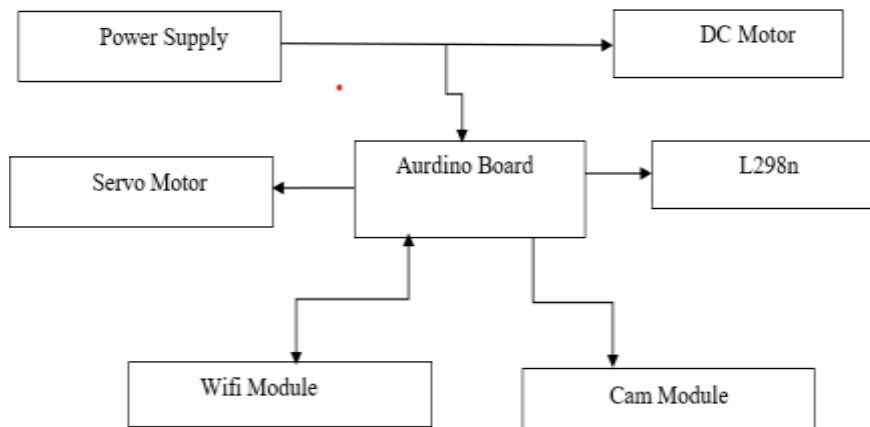 Power Supply
DC Motor
Aurdino Board
L298n
Servo Motor
Wifi Module
Cam Module